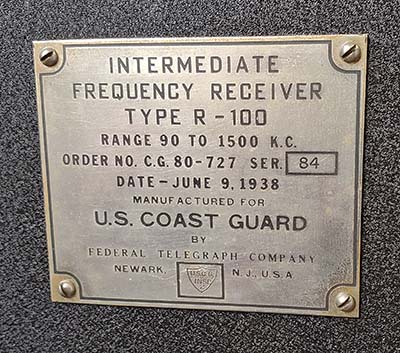 INTERMEDIATE
FREQUENCY RECEIVER
TYPE R-100
RANGE 90 TO 1500 K.C.
ORDER NO. C.G. 80-727 SER. 84
DATE-JUNE 9, 1938
MANUFACTURED FOR
U.S. COAST GUARD
BY
FEDERAL TELEGRAPH COMPANY
NEWARK, N.J., U.S.A